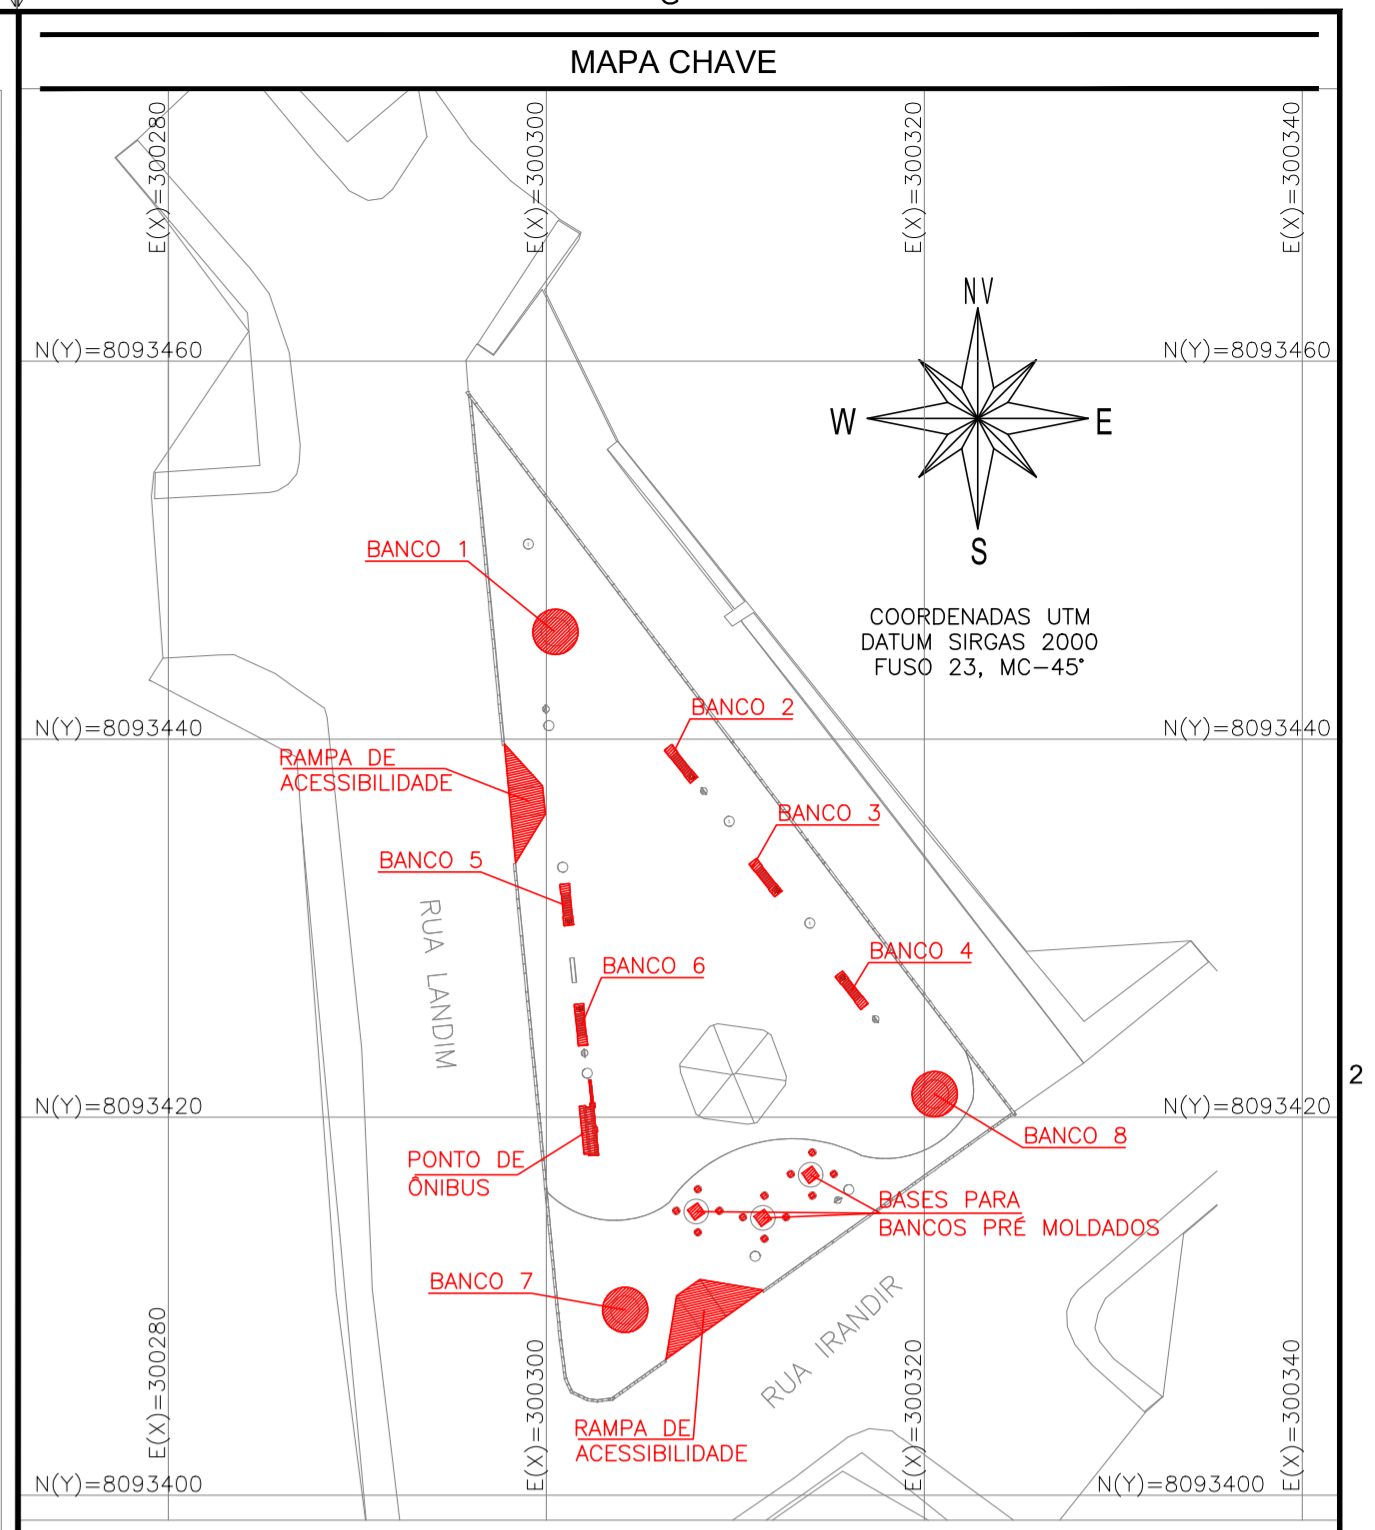 MAPA CHAVE
E(X)=300280
E(X)=300300
E(X)=300320
E(X)=300340
NV
N(Y)=8093460
N(Y)=8093460
W
E
S
BANCO 1
COORDENADAS UTM
DATUM SIRGAS 2000
FUSO 23, MC-45°
BANCO 2
N(Y)=8093440
N(Y)=8093440
RAMPA DE
ACESSIBILIDADE
BANCO 3
BANCO 5
RUA LANDIM
BANCO 4
BANCO 6
2
N(Y)=8093420
N(Y)=8093420
BANCO 8
PONTO DE
ÔNIBUS
BASES PARA
BANCOS PRÉ MOLDADOS
BANCO 7
RUA IRANDIR
RAMPA DE
ACESSIBILIDADE
E(X)=300280
E(X)=300300
E(X)=300320
E(X)=300340
N(Y)=8093400
N(Y)=8093400